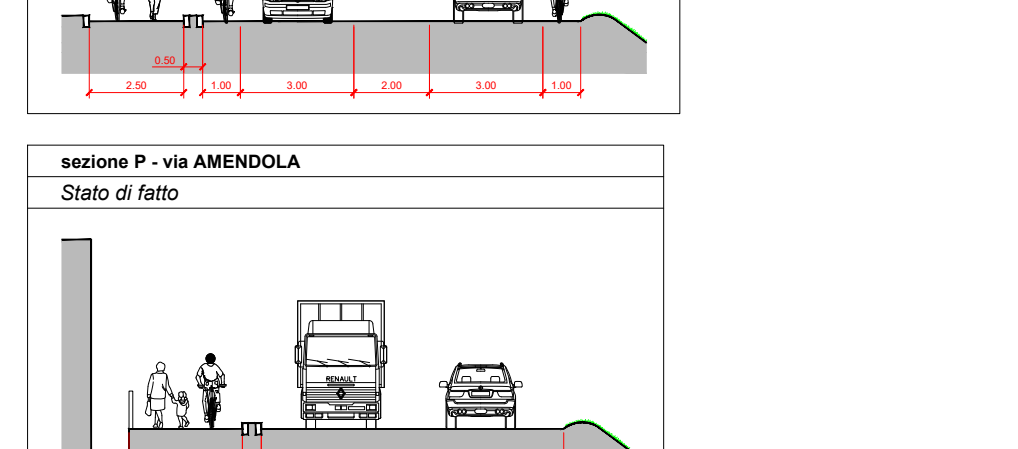 0.50
2.50 1.00 3.00 2.00 3.00 1.00
sezione P - via AMENDOLA
Stato di fatto
RENAULT